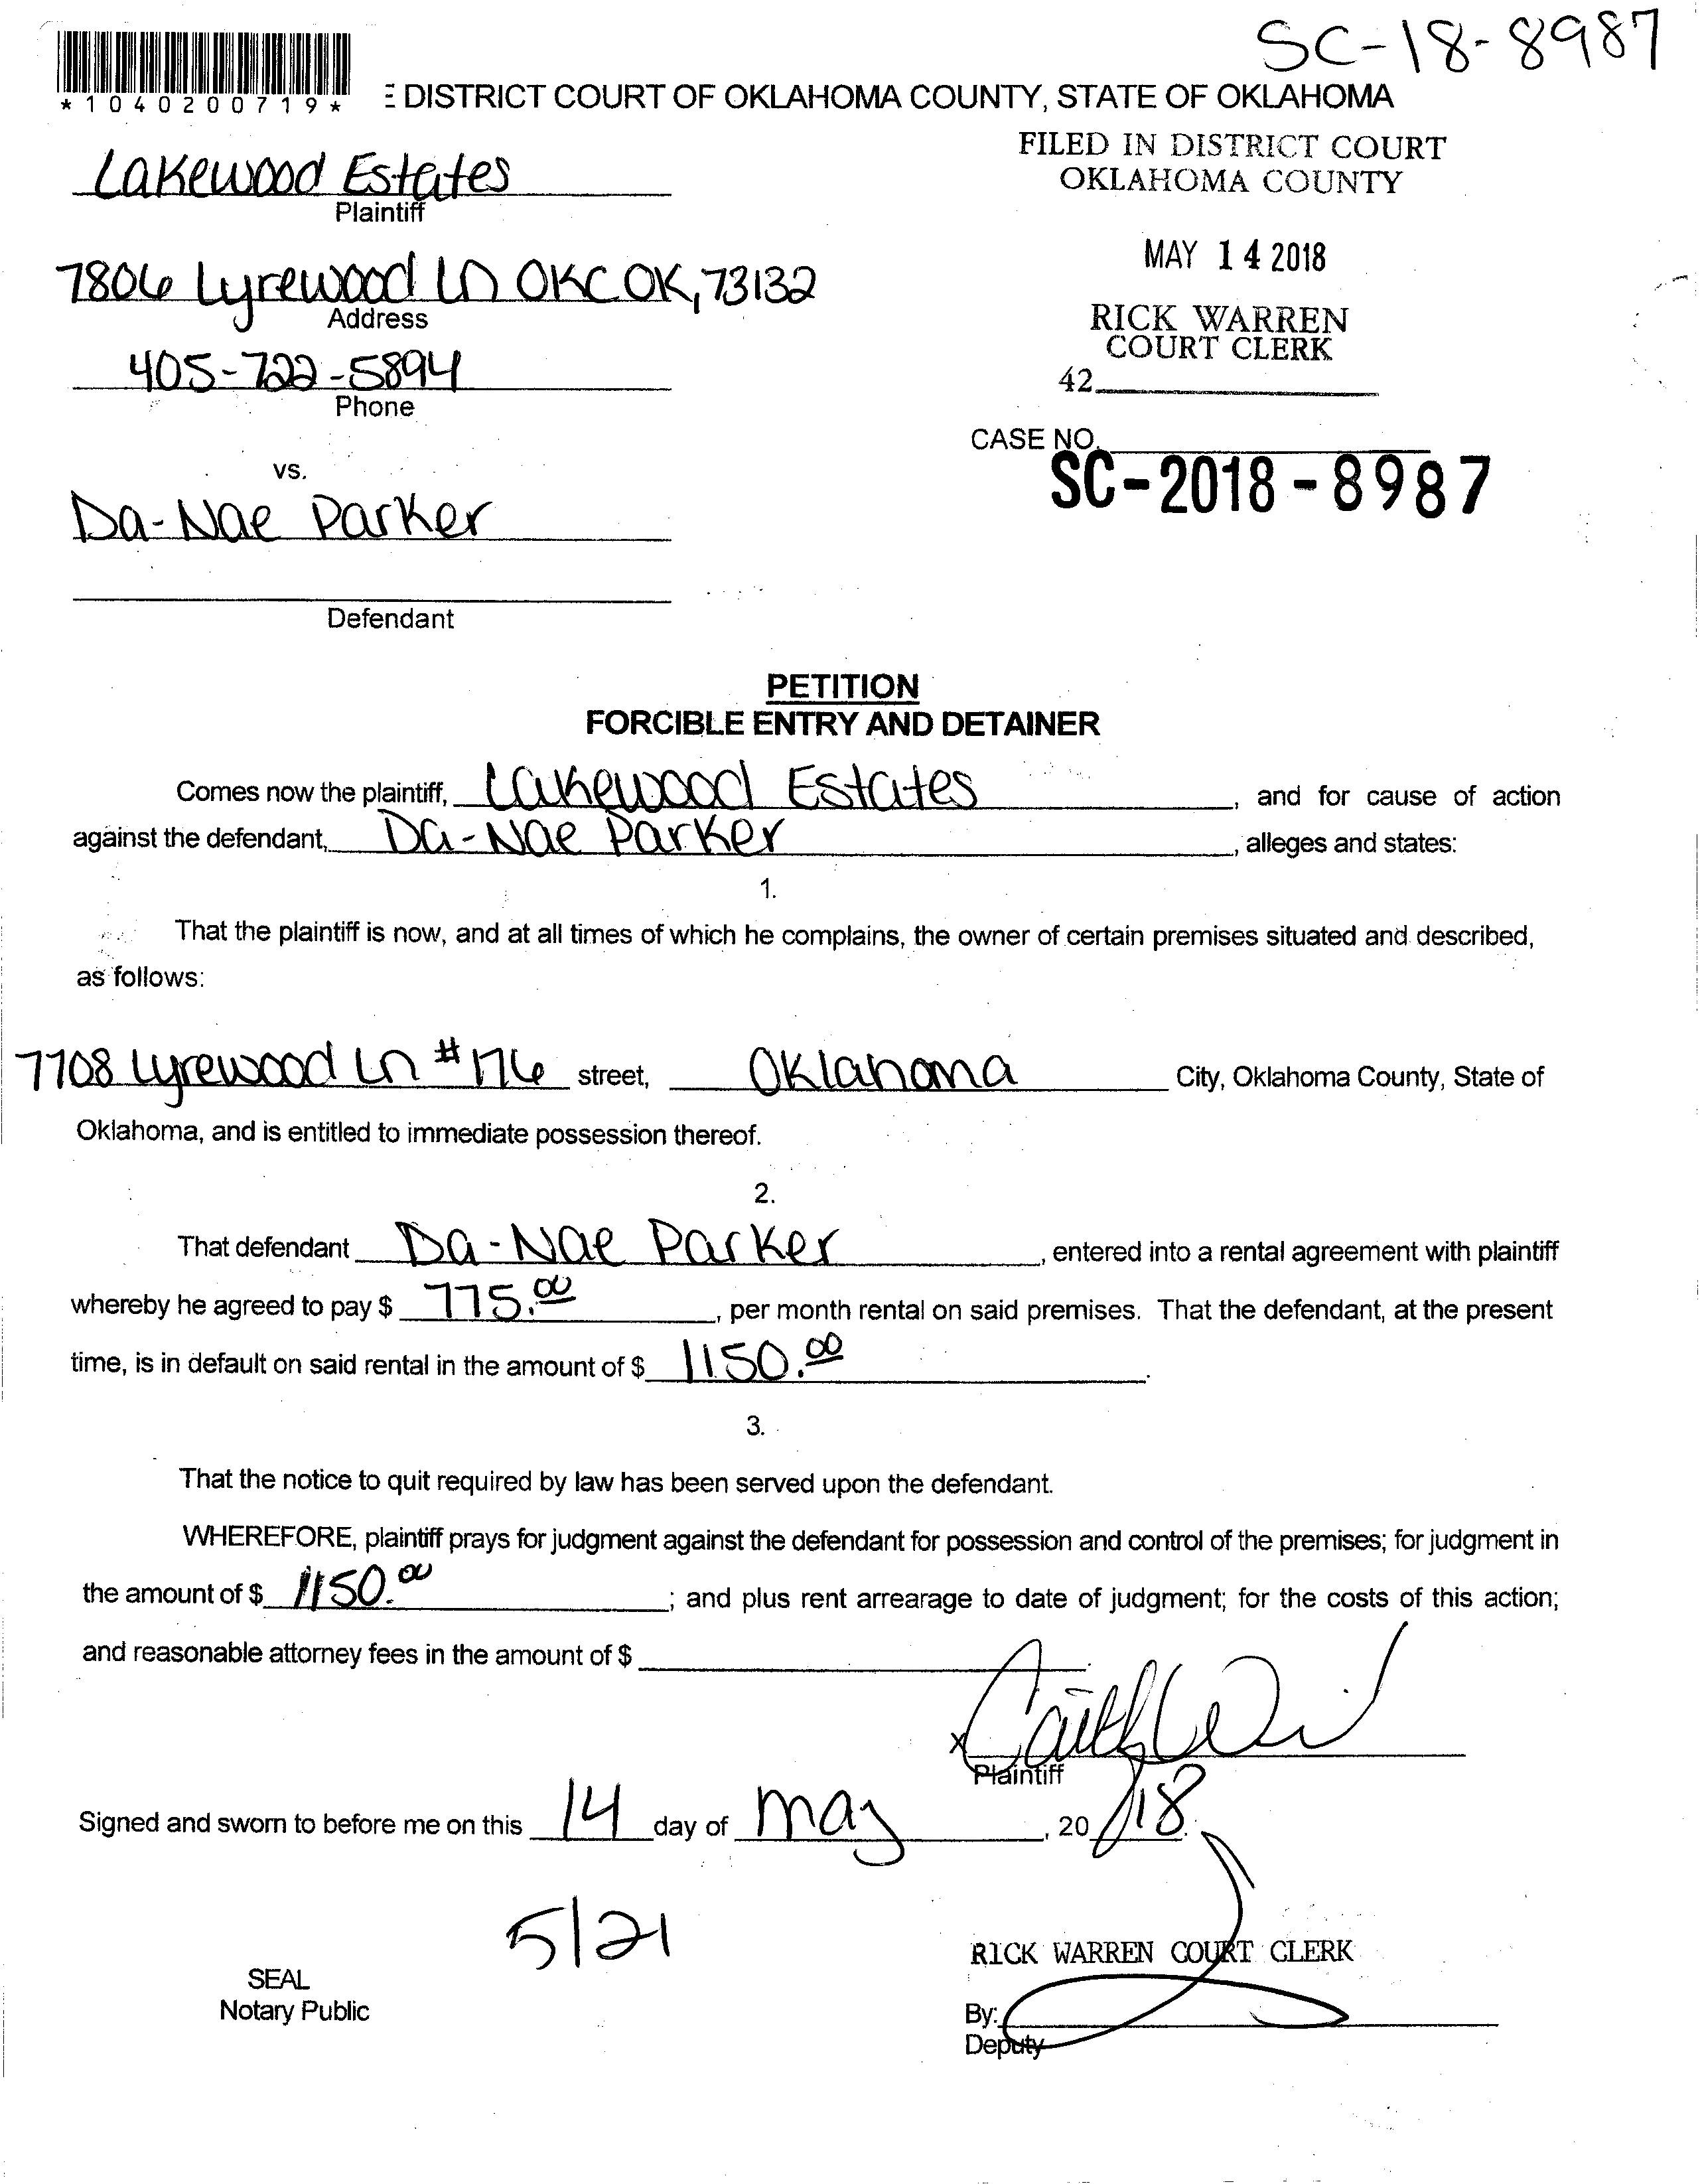 SC-18-8987
*1040200719*
E DISTRICT COURT OF OKLAHOMA COUNTY, STATE OF OKLAHOMA
FILED IN DISTRICT COURT
OKLAHOMA COUNTY
Lakewood Estates
Plaintiff
MAY 14 2018
7806 Lyrewood Ln OKC OK, 73132
Address
RICK WARREN
COURT CLERK
405-722-5894
Phone
42
CASE NO.
SC-2018-8987
vs.
Da-Nae Parker
Defendant
PETITION
FORCIBLE ENTRY AND DETAINER
Comes now the plaintiff, Lakewood Estates, and for cause of action
against the defendant, Da-Nae Parker, alleges and states:
1.
That the plaintiff is now, and at all times of which he complains, the owner of certain premises situated and described,
as follows:
7708 Lyrewood Ln #176 street, Oklahoma City, Oklahoma County, State of
Oklahoma, and is entitled to immediate possession thereof.
2.
That defendant Da-Nae Parker, entered into a rental agreement with plaintiff
whereby he agreed to pay $ 775.00, per month rental on said premises. That the defendant, at the present
time, is in default on said rental in the amount of $ 1150.00.
3.
That the notice to quit required by law has been served upon the defendant.
WHEREFORE, plaintiff prays for judgment against the defendant for possession and control of the premises; for judgment in
the amount of $ 1150.00; and plus rent arrearage to date of judgment; for the costs of this action;
and reasonable attorney fees in the amount of $
X
Plaintiff
Signed and sworn to before me on this 14 day of May, 20 18.
5/21
RICK WARREN COURT CLERK
SEAL
Notary Public
By:
Deputy